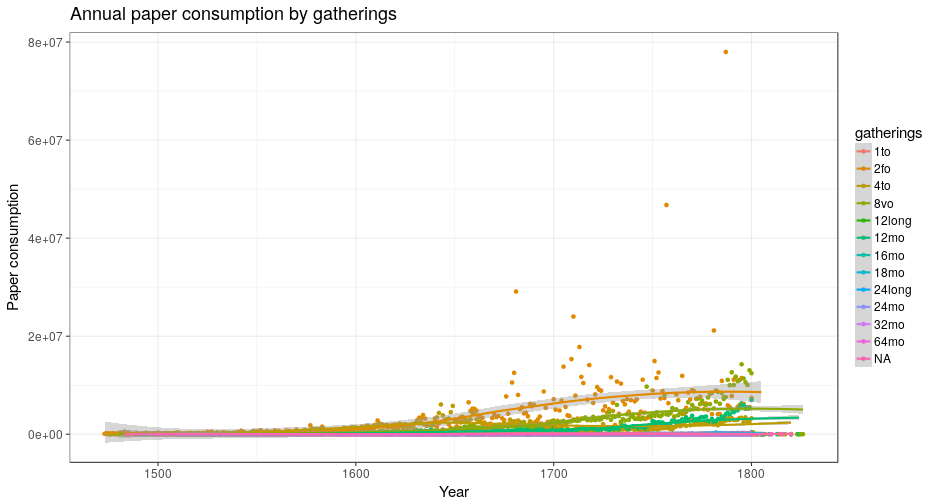 Annual paper consumption by gatherings
8e+07
6e+07
4e+07
2e+07
0e+00
Paper consumption
1500
1600
1700
1800
Year
gatherings
1to
2fo
4to
8vo
12long
12mo
16mo
18mo
24long
24mo
32mo
64mo
NA